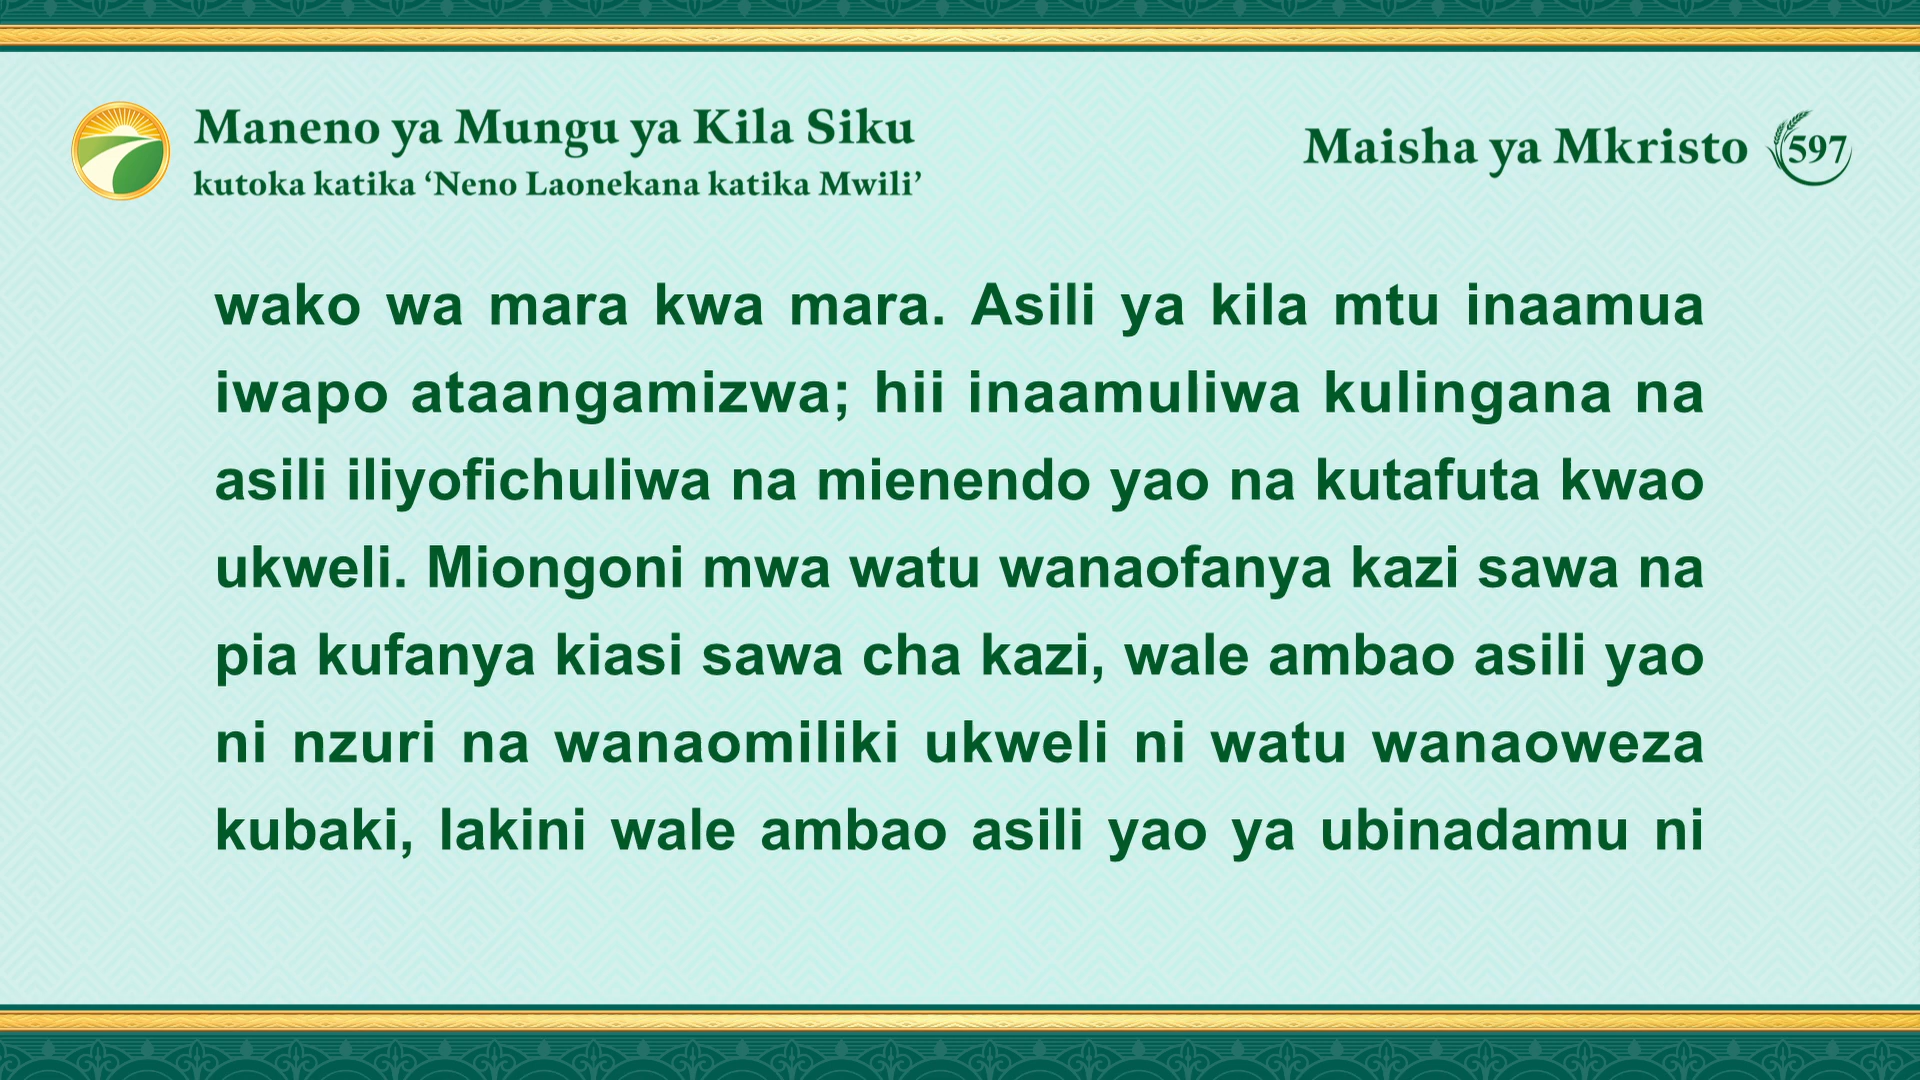 Maneno ya Mungu ya Kila Siku
kutoka katika ‘Neno Laonekana katika Mwili’
Maisha ya Mkristo 597
wako wa mara kwa mara. Asili ya kila mtu inaamua
iwapo ataangamizwa; hii inaamuliwa kulingana na
asili iliyofichuliwa na mienendo yao na kutafuta kwao
ukweli. Miongoni mwa watu wanaofanya kazi sawa na
pia kufanya kiasi sawa cha kazi, wale ambao asili yao
ni nzuri na wanaomiliki ukweli ni watu wanaoweza
kubaki, lakini wale ambao asili yao ya ubinadamu ni